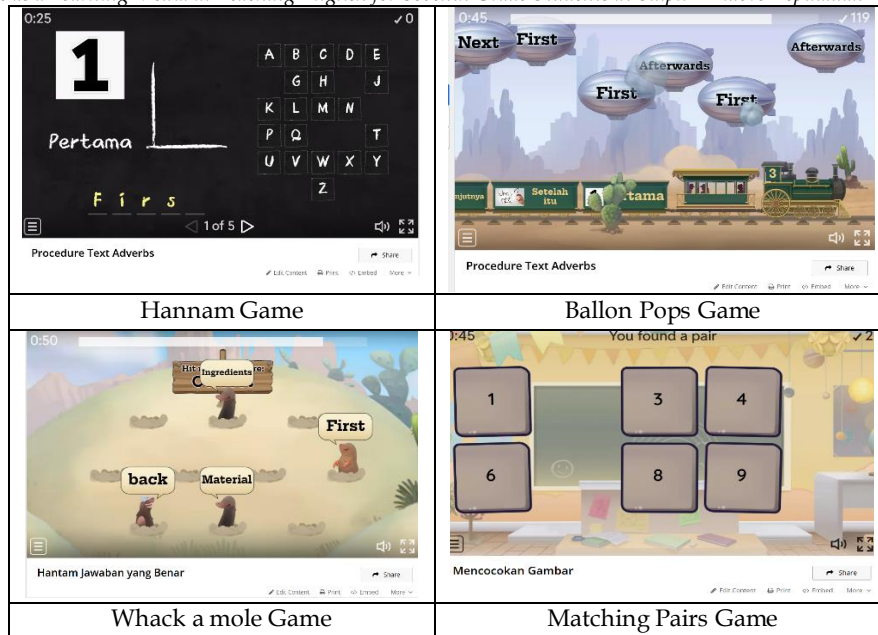 0:25
✓0
1
A B C D E
G H J
K L M N
Pertama
P Q T
U V W X Y
Z
F i r s _
1 of 5
Procedure Text Adverbs
Share
Edit Content Print Embed More
Hannam Game
0:45
✓119
Next First
Afterwards
Afterwards
First
First
3
Setelah
itu
Procedure Text Adverbs
Share
Edit Content Print Embed More
Ballon Pops Game
0:50
Ingredients
First
back
Material
Hantam Jawaban yang Benar
Share
Edit Content Print Embed More
Whack a mole Game
You found a pair
✓2
1 3 4
6 8 9
Mencocokan Gambar
Share
Edit Content Print Embed More
Matching Pairs Game